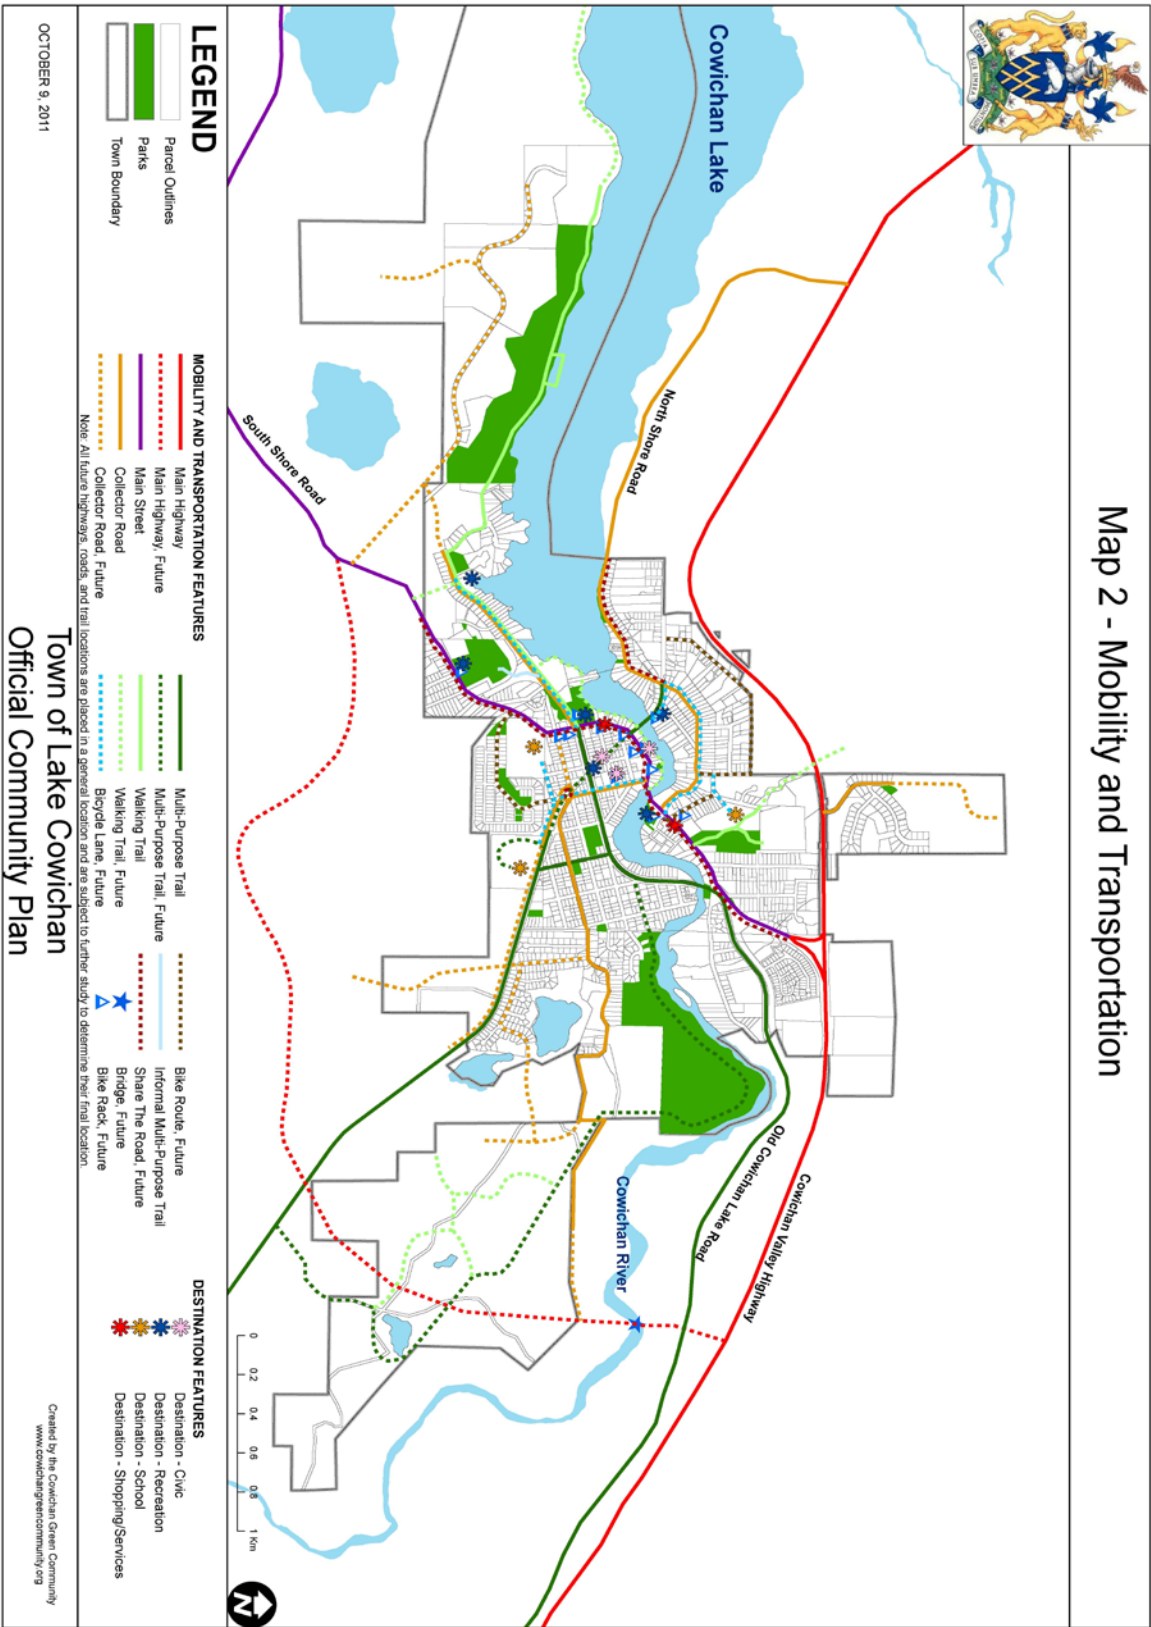 Map 2 - Mobility and Transportation
Cowichan Lake
North Shore Road
South Shore Road
Cowichan River
Old Cowichan Lake Road
Cowichan Valley Highway
LEGEND
Parcel Outlines
Parks
Town Boundary
MOBILITY AND TRANSPORTATION FEATURES
Main Highway
Main Highway, Future
Main Street
Collector Road
Collector Road, Future
Multi-Purpose Trail
Multi-Purpose Trail, Future
Walking Trail
Walking Trail, Future
Bicycle Lane, Future
Bike Route, Future
Informal Multi-Purpose Trail
Share The Road, Future
Bridge, Future
Bike Rack, Future
DESTINATION FEATURES
Destination - Civic
Destination - Recreation
Destination - School
Destination - Shopping/Services
0 0.2 0.4 0.6 0.8 1 Km
N
Note: All future highways, roads, and trail locations are placed in a general location and are subject to further study to determine their final location.
OCTOBER 9, 2011
Town of Lake Cowichan
Official Community Plan
Created by the Cowichan Green Community
www.cowichangreencommunity.org